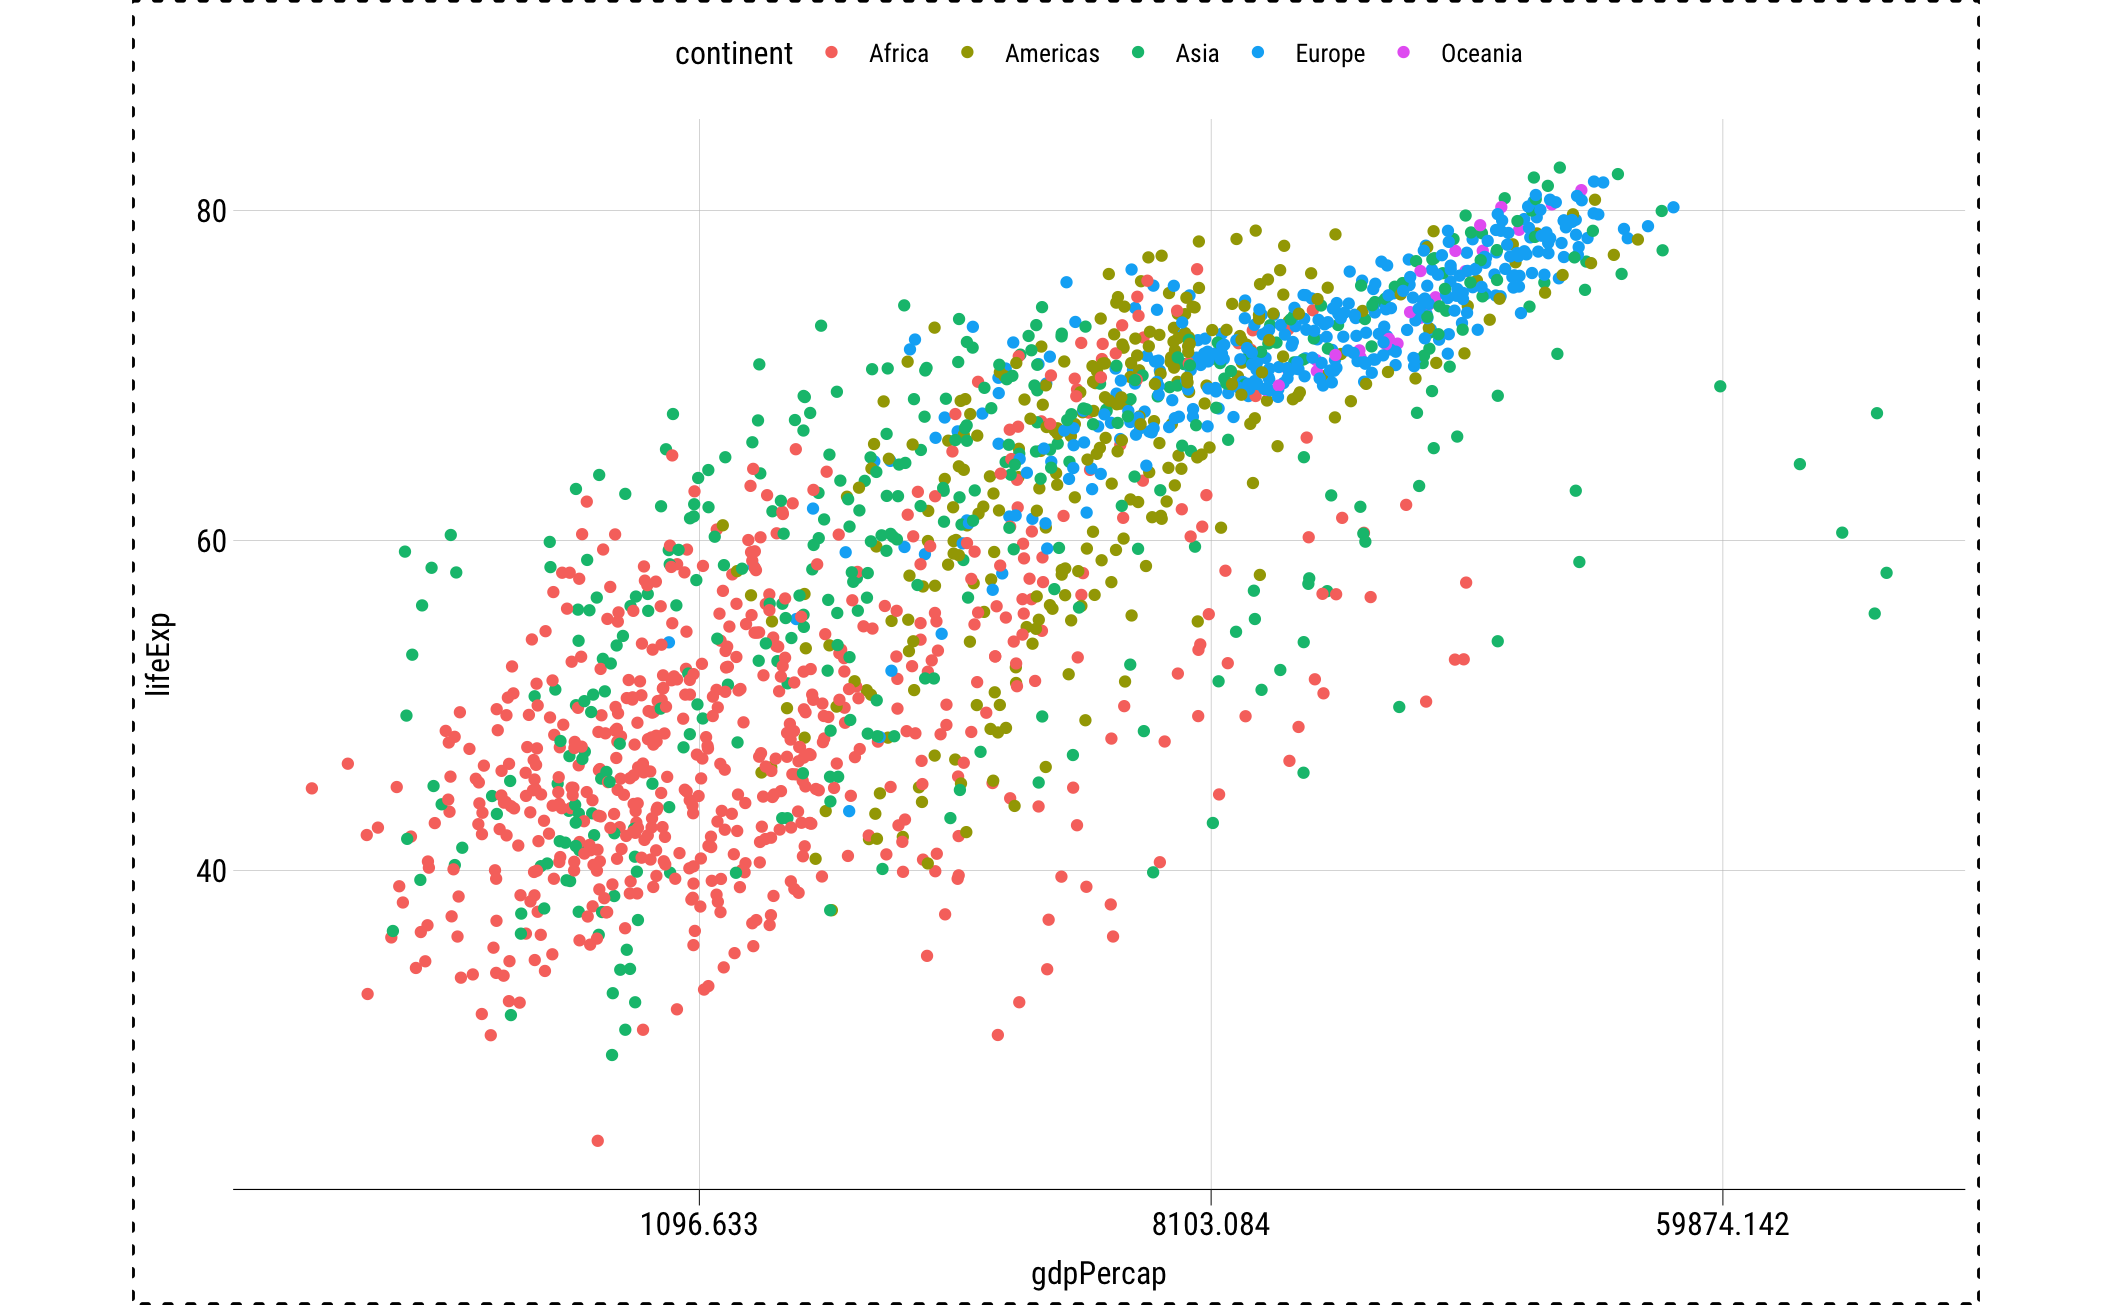 continent Africa Americas Asia Europe Oceania
80
60
40
lifeExp
1096.633 8103.084 59874.142
gdpPercap